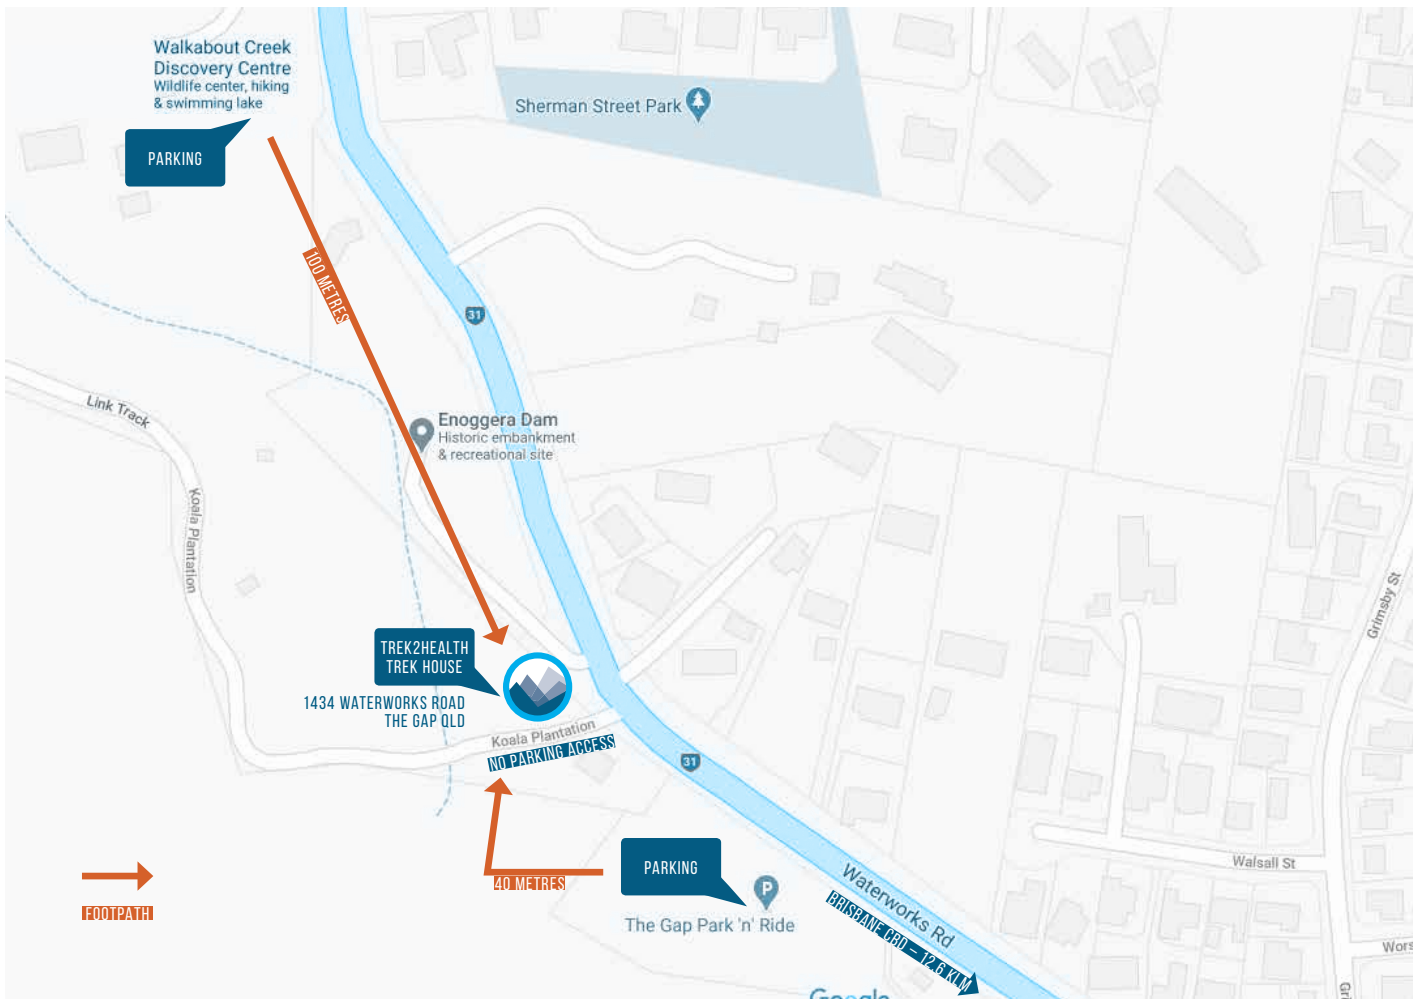 Walkabout Creek
Discovery Centre
Wildlife center, hiking
& swimming lake
PARKING
Sherman Street Park
100 METRES
31
Link Track
Enoggera Dam
Historic embankment
& recreational site
Koala Plantation
Grimsby St
TREK2HEALTH
TREK HOUSE
1434 WATERWORKS ROAD
THE GAP QLD
Koala Plantation
NO PARKING ACCESS
31
PARKING
40 METRES
The Gap Park 'n' Ride
P
Waterworks Rd
BRISBANE CBD – 12.6 KLM
Walsall St
FOOTPATH
Wors
Gr
Google